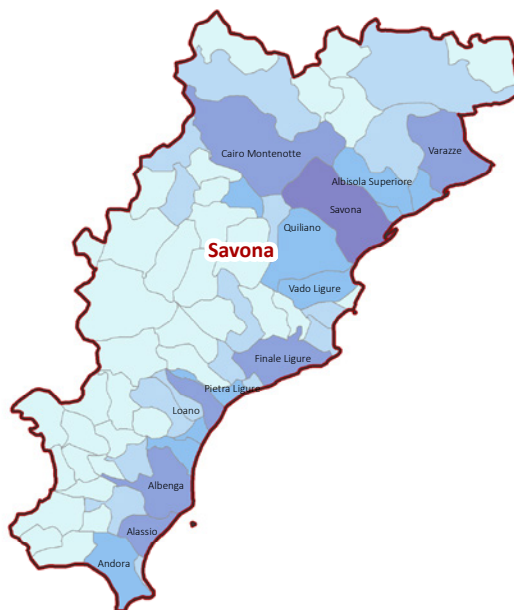 Cairo Montenotte
Varazze
Albisola Superiore
Savona
Quiliano
Savona
Vado Ligure
Finale Ligure
Pietra Ligure
Loano
Albenga
Alassio
Andora